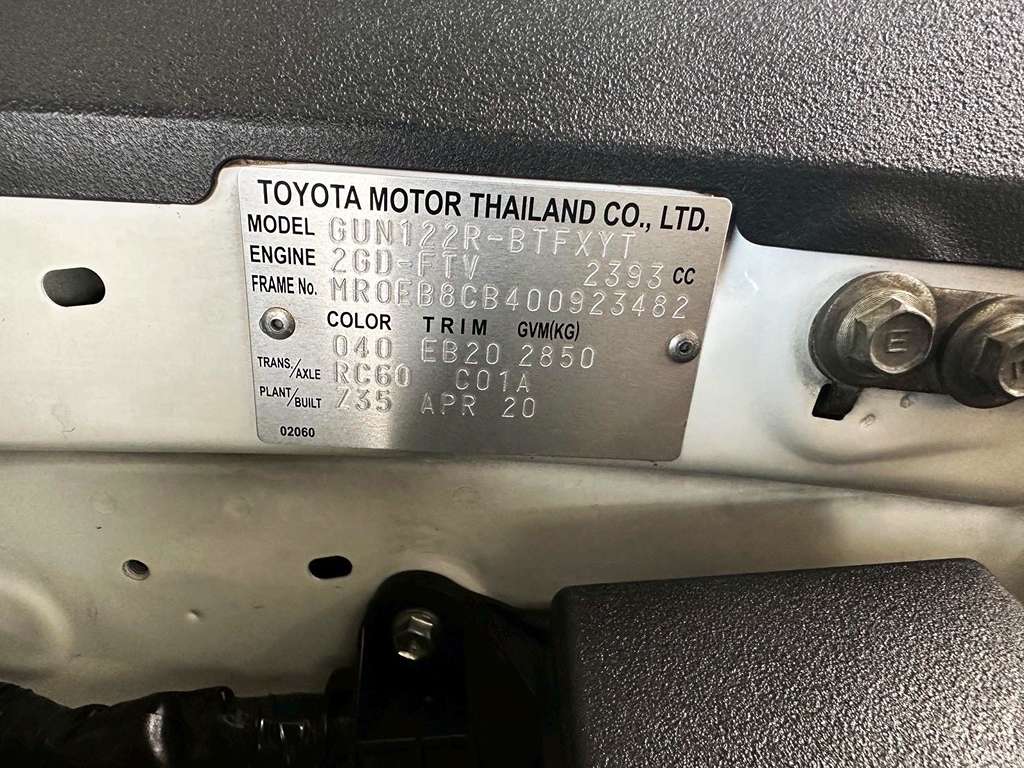 TOYOTA MOTOR THAILAND CO., LTD.
MODEL GUN122R-BTFXYT
ENGINE 2GD-FTV 2393 CC
FRAME No. MR0EB8CB400923482
COLOR TRIM GVM(KG)
040 EB20 2850
TRANS./AXLE RC60 C01A
PLANT/BUILT Z35 APR 20
02060
E